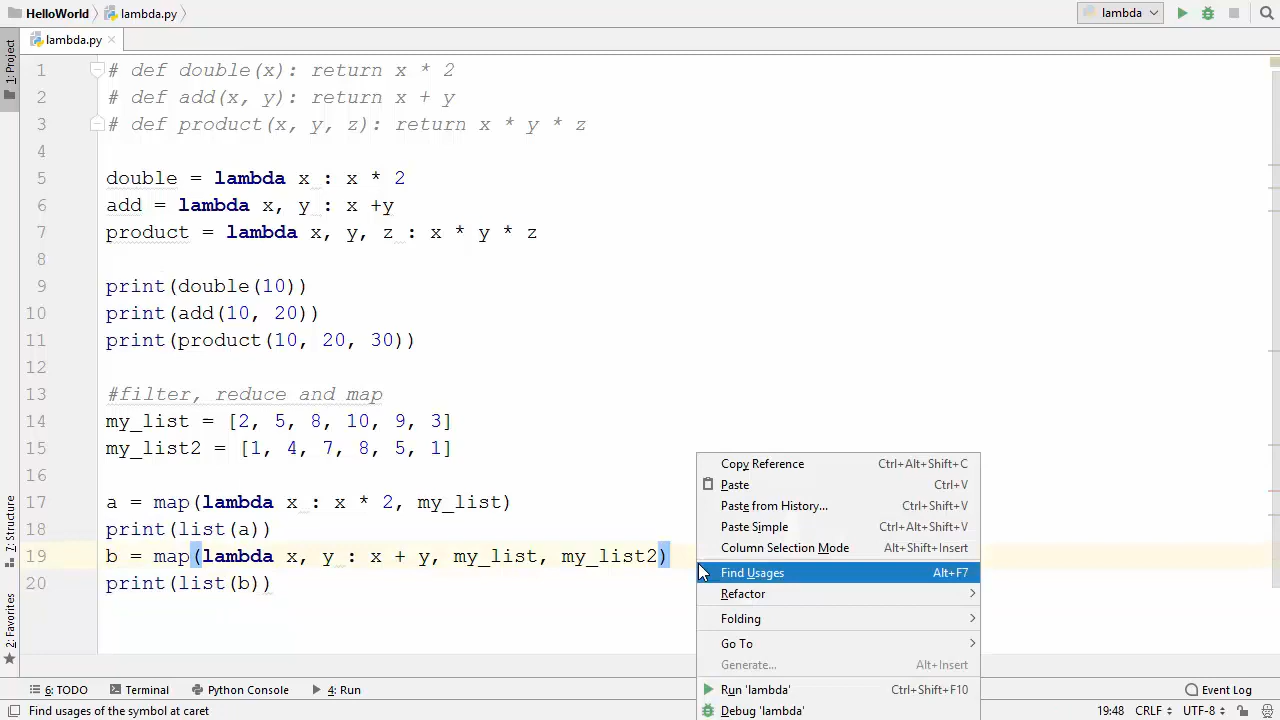 HelloWorld lambda.py lambda
lambda.py
1: Project
1 # def double(x): return x * 2
2 # def add(x, y): return x + y
3 # def product(x, y, z): return x * y * z
4
5 double = lambda x : x * 2
6 add = lambda x, y : x +y
7 product = lambda x, y, z : x * y * z
8
9 print(double(10))
10 print(add(10, 20))
11 print(product(10, 20, 30))
12
13 #filter, reduce and map
14 my_list = [2, 5, 8, 10, 9, 3]
15 my_list2 = [1, 4, 7, 8, 5, 1]
16
17 a = map(lambda x : x * 2, my_list)
18 print(list(a))
19 b = map(lambda x, y : x + y, my_list, my_list2)
20 print(list(b))
Copy Reference Ctrl+Alt+Shift+C
Paste Ctrl+V
Paste from History... Ctrl+Shift+V
Paste Simple Ctrl+Alt+Shift+V
Column Selection Mode Alt+Shift+Insert
Find Usages Alt+F7
Refactor
Folding
Go To
Generate... Alt+Insert
Run 'lambda' Ctrl+Shift+F10
Debug 'lambda'
7: Structure
2: Favorites
6: TODO Terminal Python Console 4: Run Event Log
Find usages of the symbol at caret 19:48 CRLF UTF-8